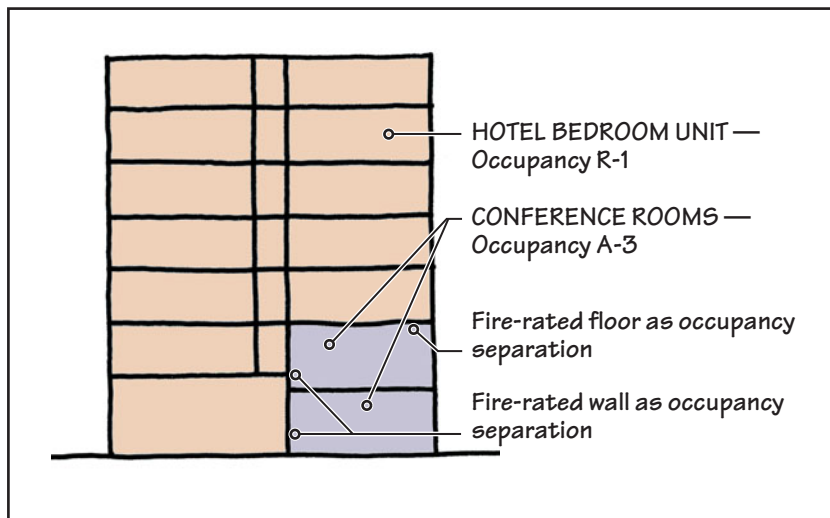 HOTEL BEDROOM UNIT —
Occupancy R-1
CONFERENCE ROOMS —
Occupancy A-3
Fire-rated floor as occupancy
separation
Fire-rated wall as occupancy
separation